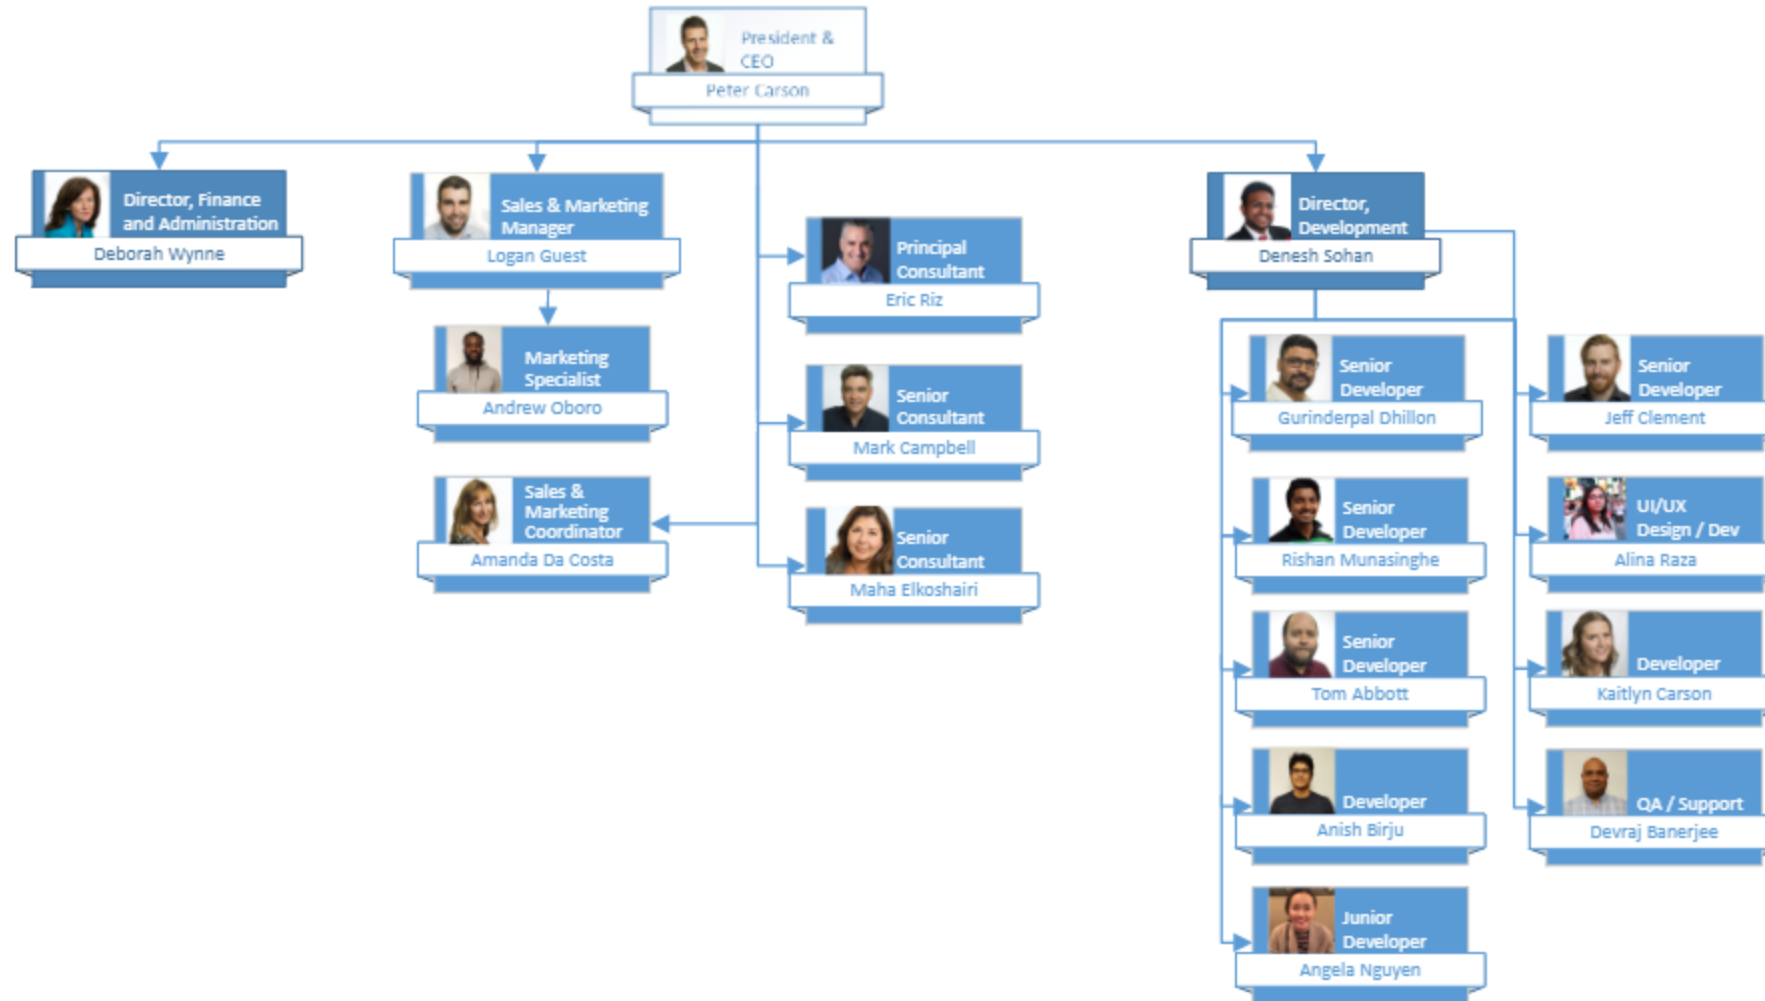 President &
CEO
Peter Carson
Director, Finance
and Administration
Deborah Wynne
Sales & Marketing
Manager
Logan Guest
Marketing
Specialist
Andrew Oboro
Sales &
Marketing
Coordinator
Amanda Da Costa
Principal
Consultant
Eric Riz
Senior
Consultant
Mark Campbell
Senior
Consultant
Maha Elkoshairi
Director,
Development
Denesh Sohan
Senior
Developer
Gurinderpal Dhillon
Senior
Developer
Rishan Munasinghe
Senior
Developer
Tom Abbott
Developer
Anish Birju
Junior
Developer
Angela Nguyen
Senior
Developer
Jeff Clement
UI/UX
Design / Dev
Alina Raza
Developer
Kaitlyn Carson
QA / Support
Devraj Banerjee